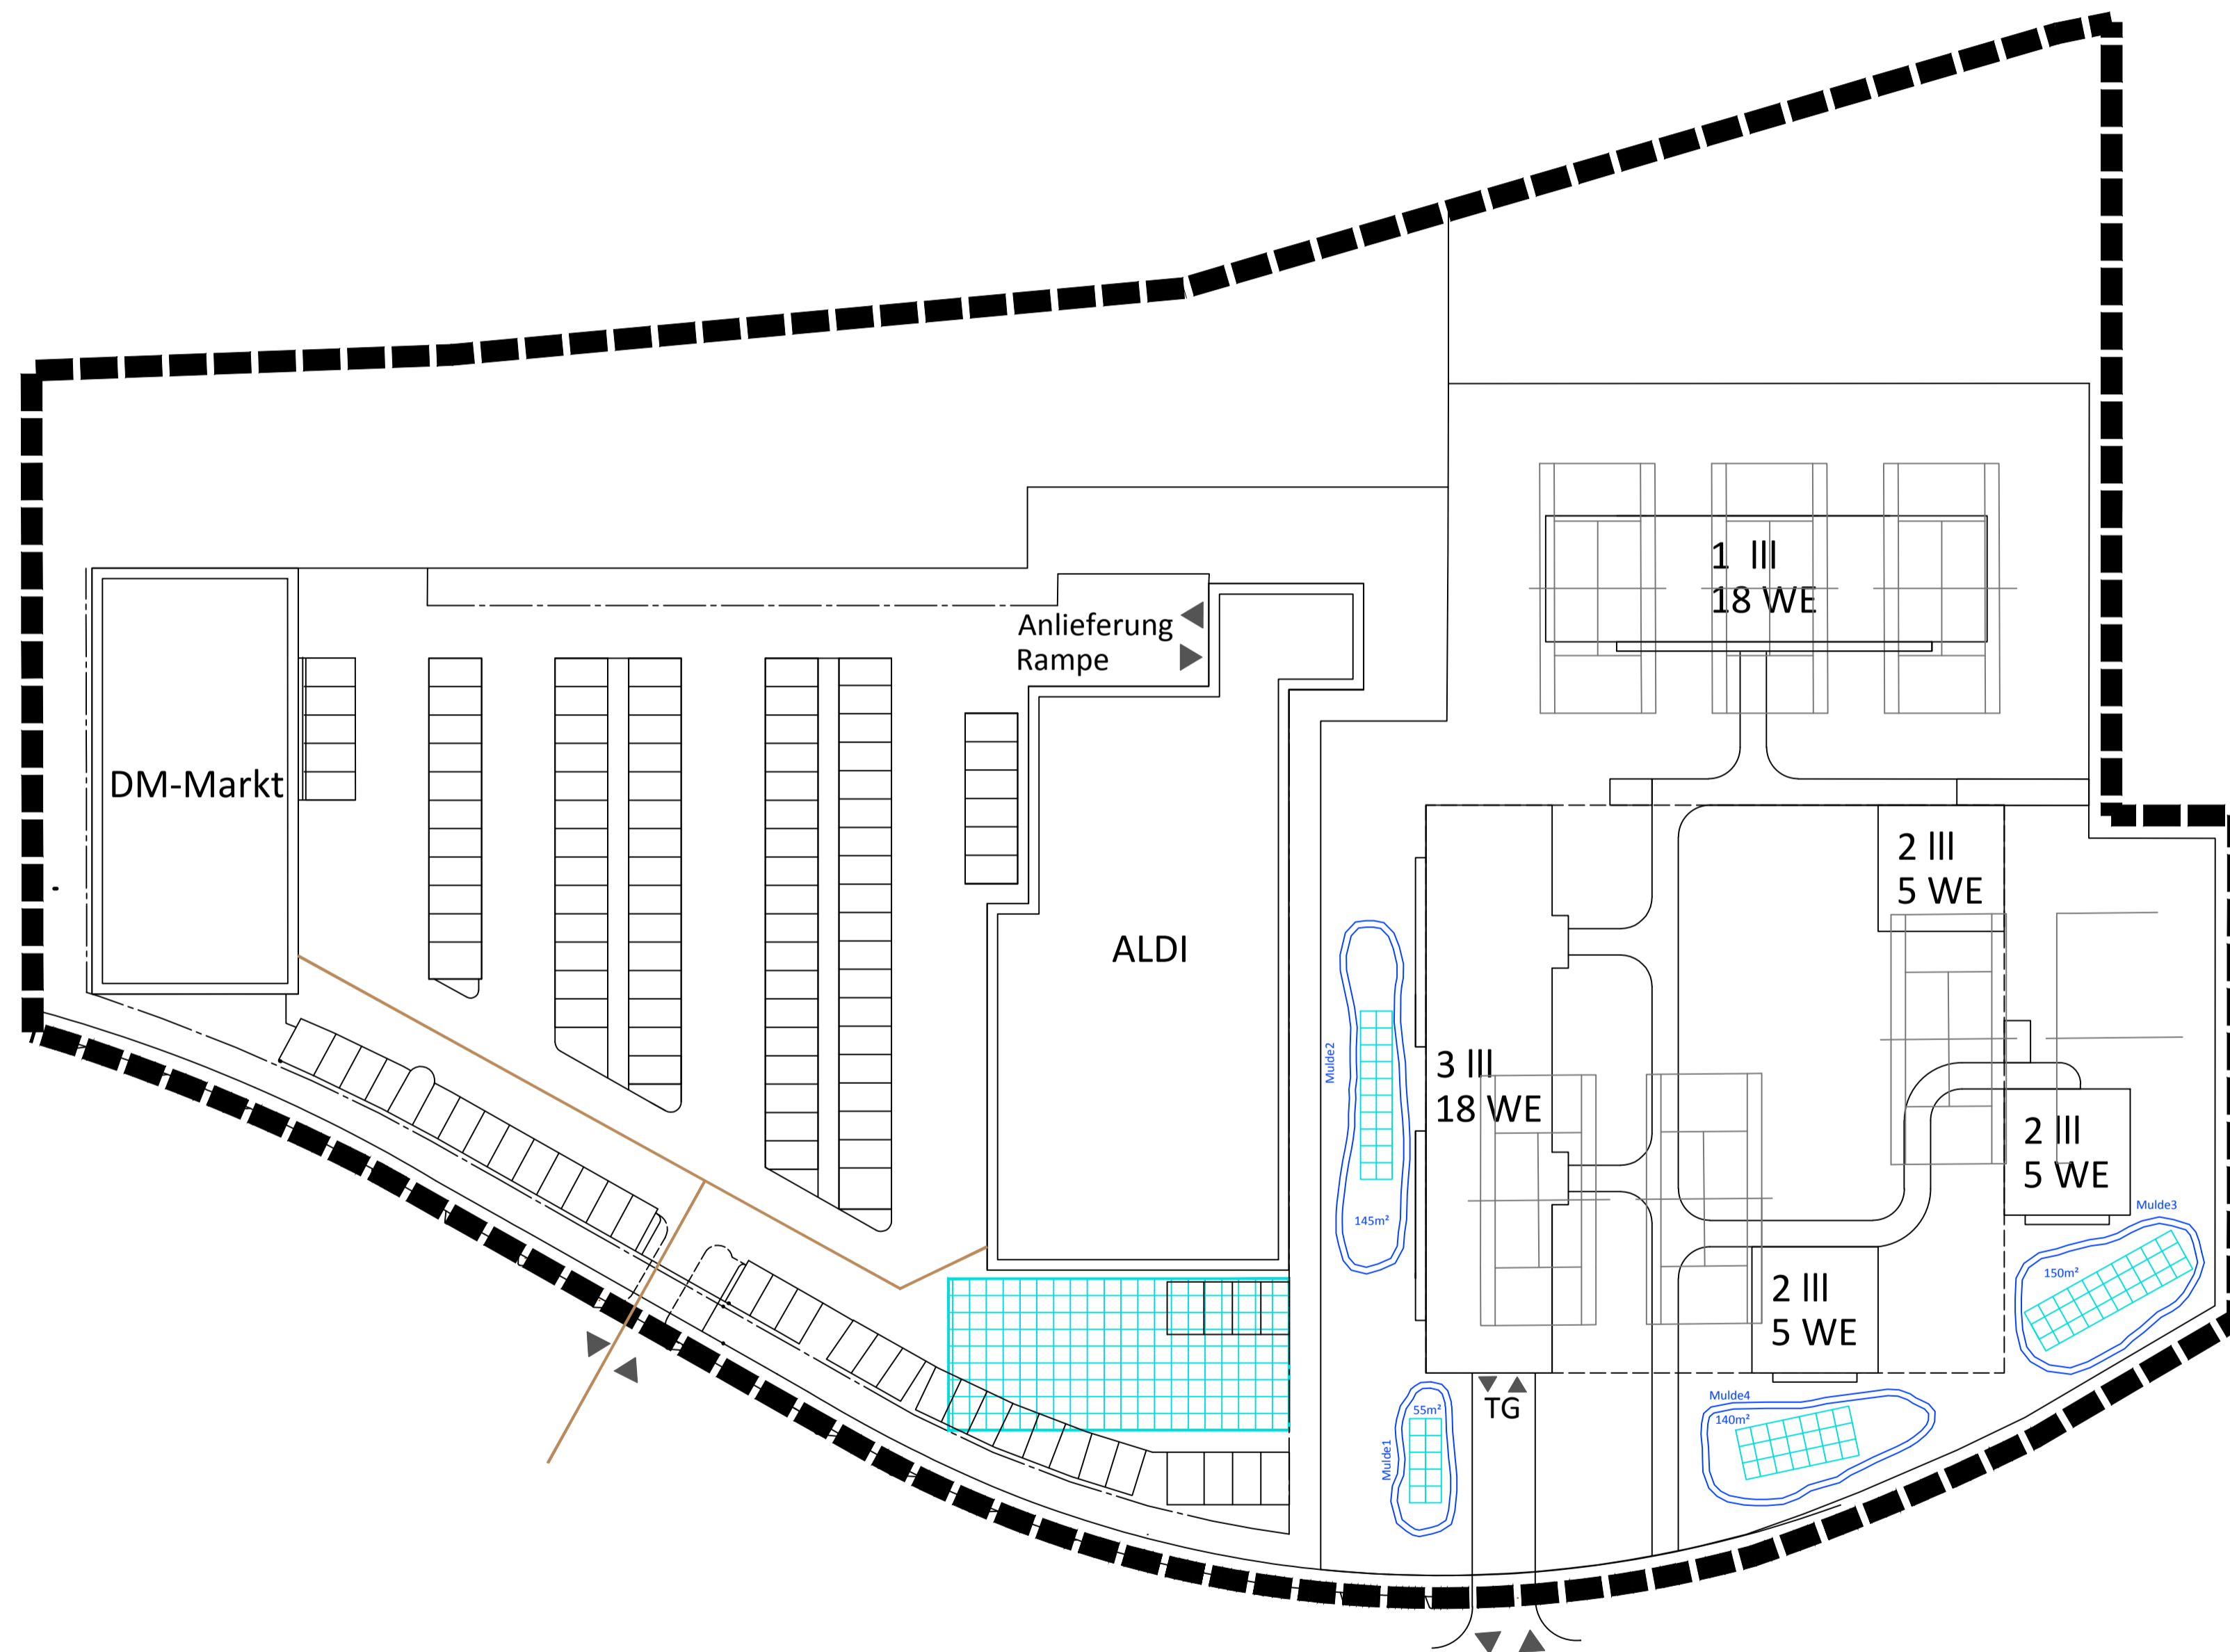 1 III
18 WE
Anlieferung
Rampe
DM-Markt
2 III
5 WE
ALDI
Mulde2
3 III
18 WE
2 III
5 WE
Mulde3
145m²
150m²
2 III
5 WE
Mulde4
TG
55m²
140m²
Mulde1